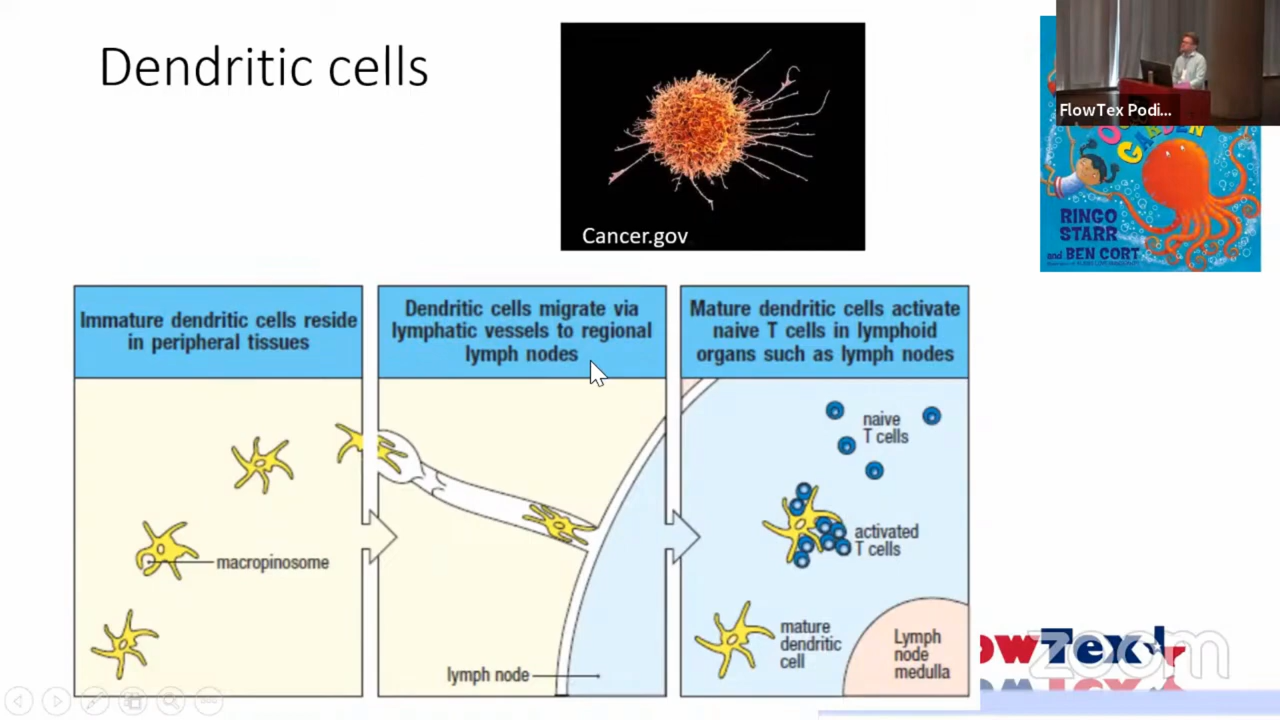 Dendritic cells
Cancer.gov
FlowTex Podi...
GARDEN
RINGO
STARR
and BEN CORT
Immature dendritic cells reside
in peripheral tissues
Dendritic cells migrate via
lymphatic vessels to regional
lymph nodes
Mature dendritic cells activate
naive T cells in lymphoid
organs such as lymph nodes
macropinosome
lymph node
naive
T cells
activated
T cells
mature
dendritic
cell
Lymph
node
medulla
owTex
zoom